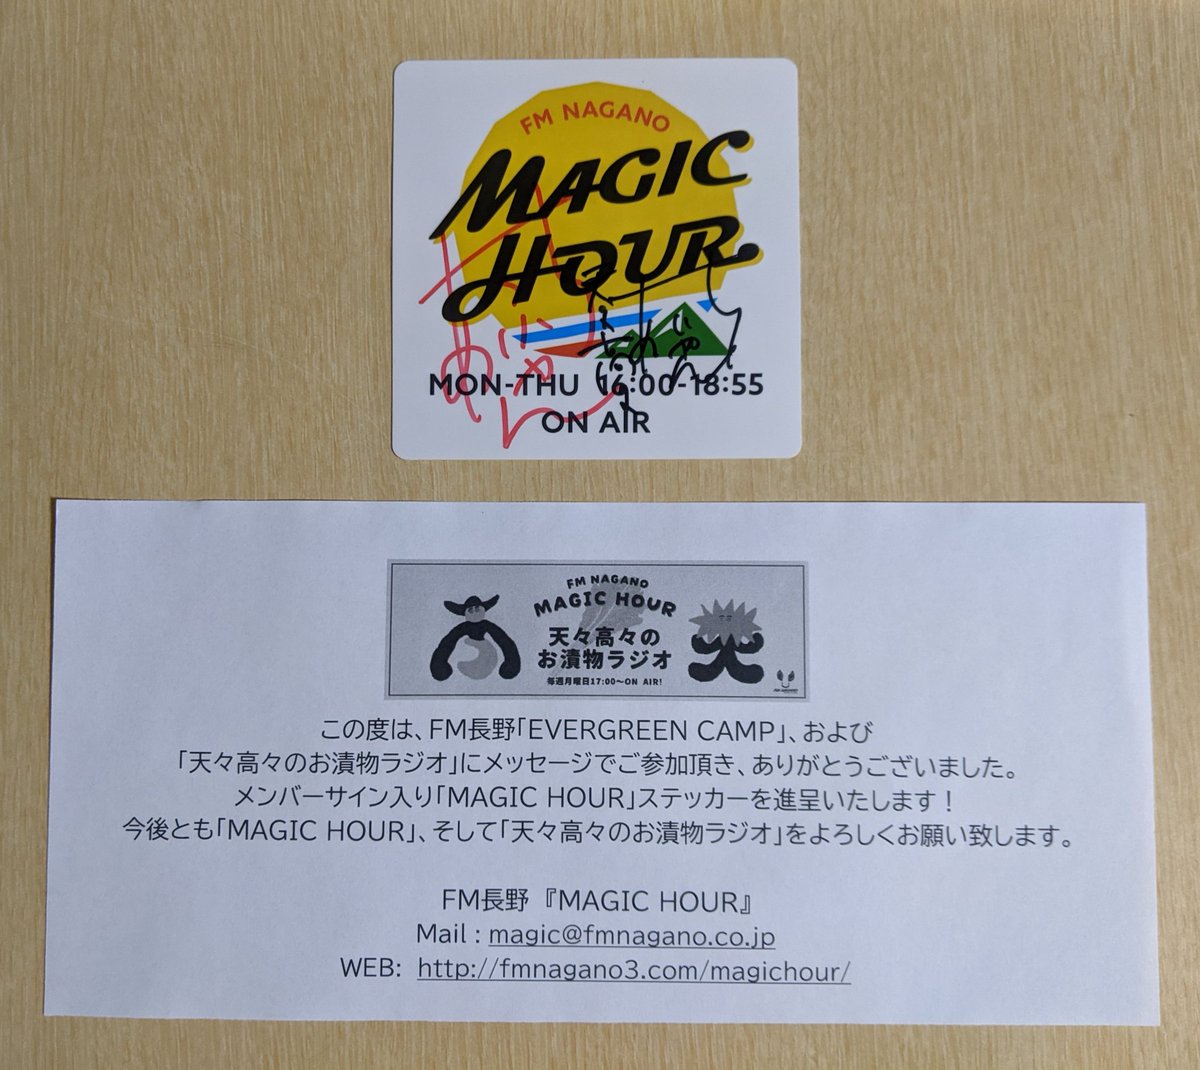 FM NAGANO
MAGIC
HOUR
MON-THU 16:00-18:55
ON AIR
FM NAGANO
MAGIC HOUR
天々高々の
お漬物ラジオ
毎週月曜日17:00～ON AIR!
この度は、FM長野「EVERGREEN CAMP」、および
「天々高々のお漬物ラジオ」にメッセージでご参加頂き、ありがとうございました。
メンバーサイン入り「MAGIC HOUR」ステッカーを進呈いたします！
今後とも「MAGIC HOUR」、そして「天々高々のお漬物ラジオ」をよろしくお願い致します。
FM長野『MAGIC HOUR』
Mail : magic@fmnagano.co.jp
WEB: http://fmnagano3.com/magichour/